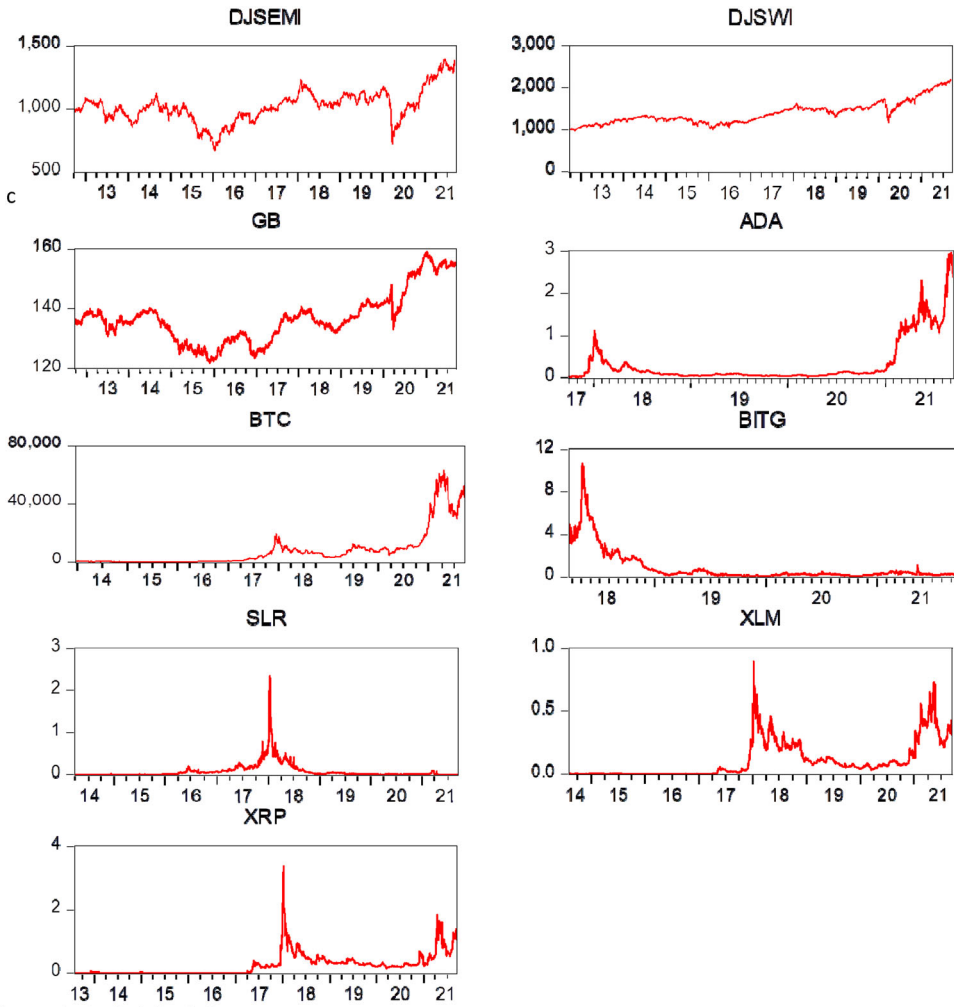 DJSEMI
1,500
1,000
500
13 14 15 16 17 18 19 20 21
DJSWI
3,000
2,000
1,000
0
13 14 15 16 17 18 19 20 21
c
GB
160
140
120
13 14 15 16 17 18 19 20 21
ADA
3
2
1
0
17 18 19 20 21
BTC
80,000
40,000
0
14 15 16 17 18 19 20 21
BITG
12
8
4
0
18 19 20 21
SLR
3
2
1
0
14 15 16 17 18 19 20 21
XLM
1.0
0.5
0.0
14 15 16 17 18 19 20 21
XRP
4
2
0
13 14 15 16 17 18 19 20 21